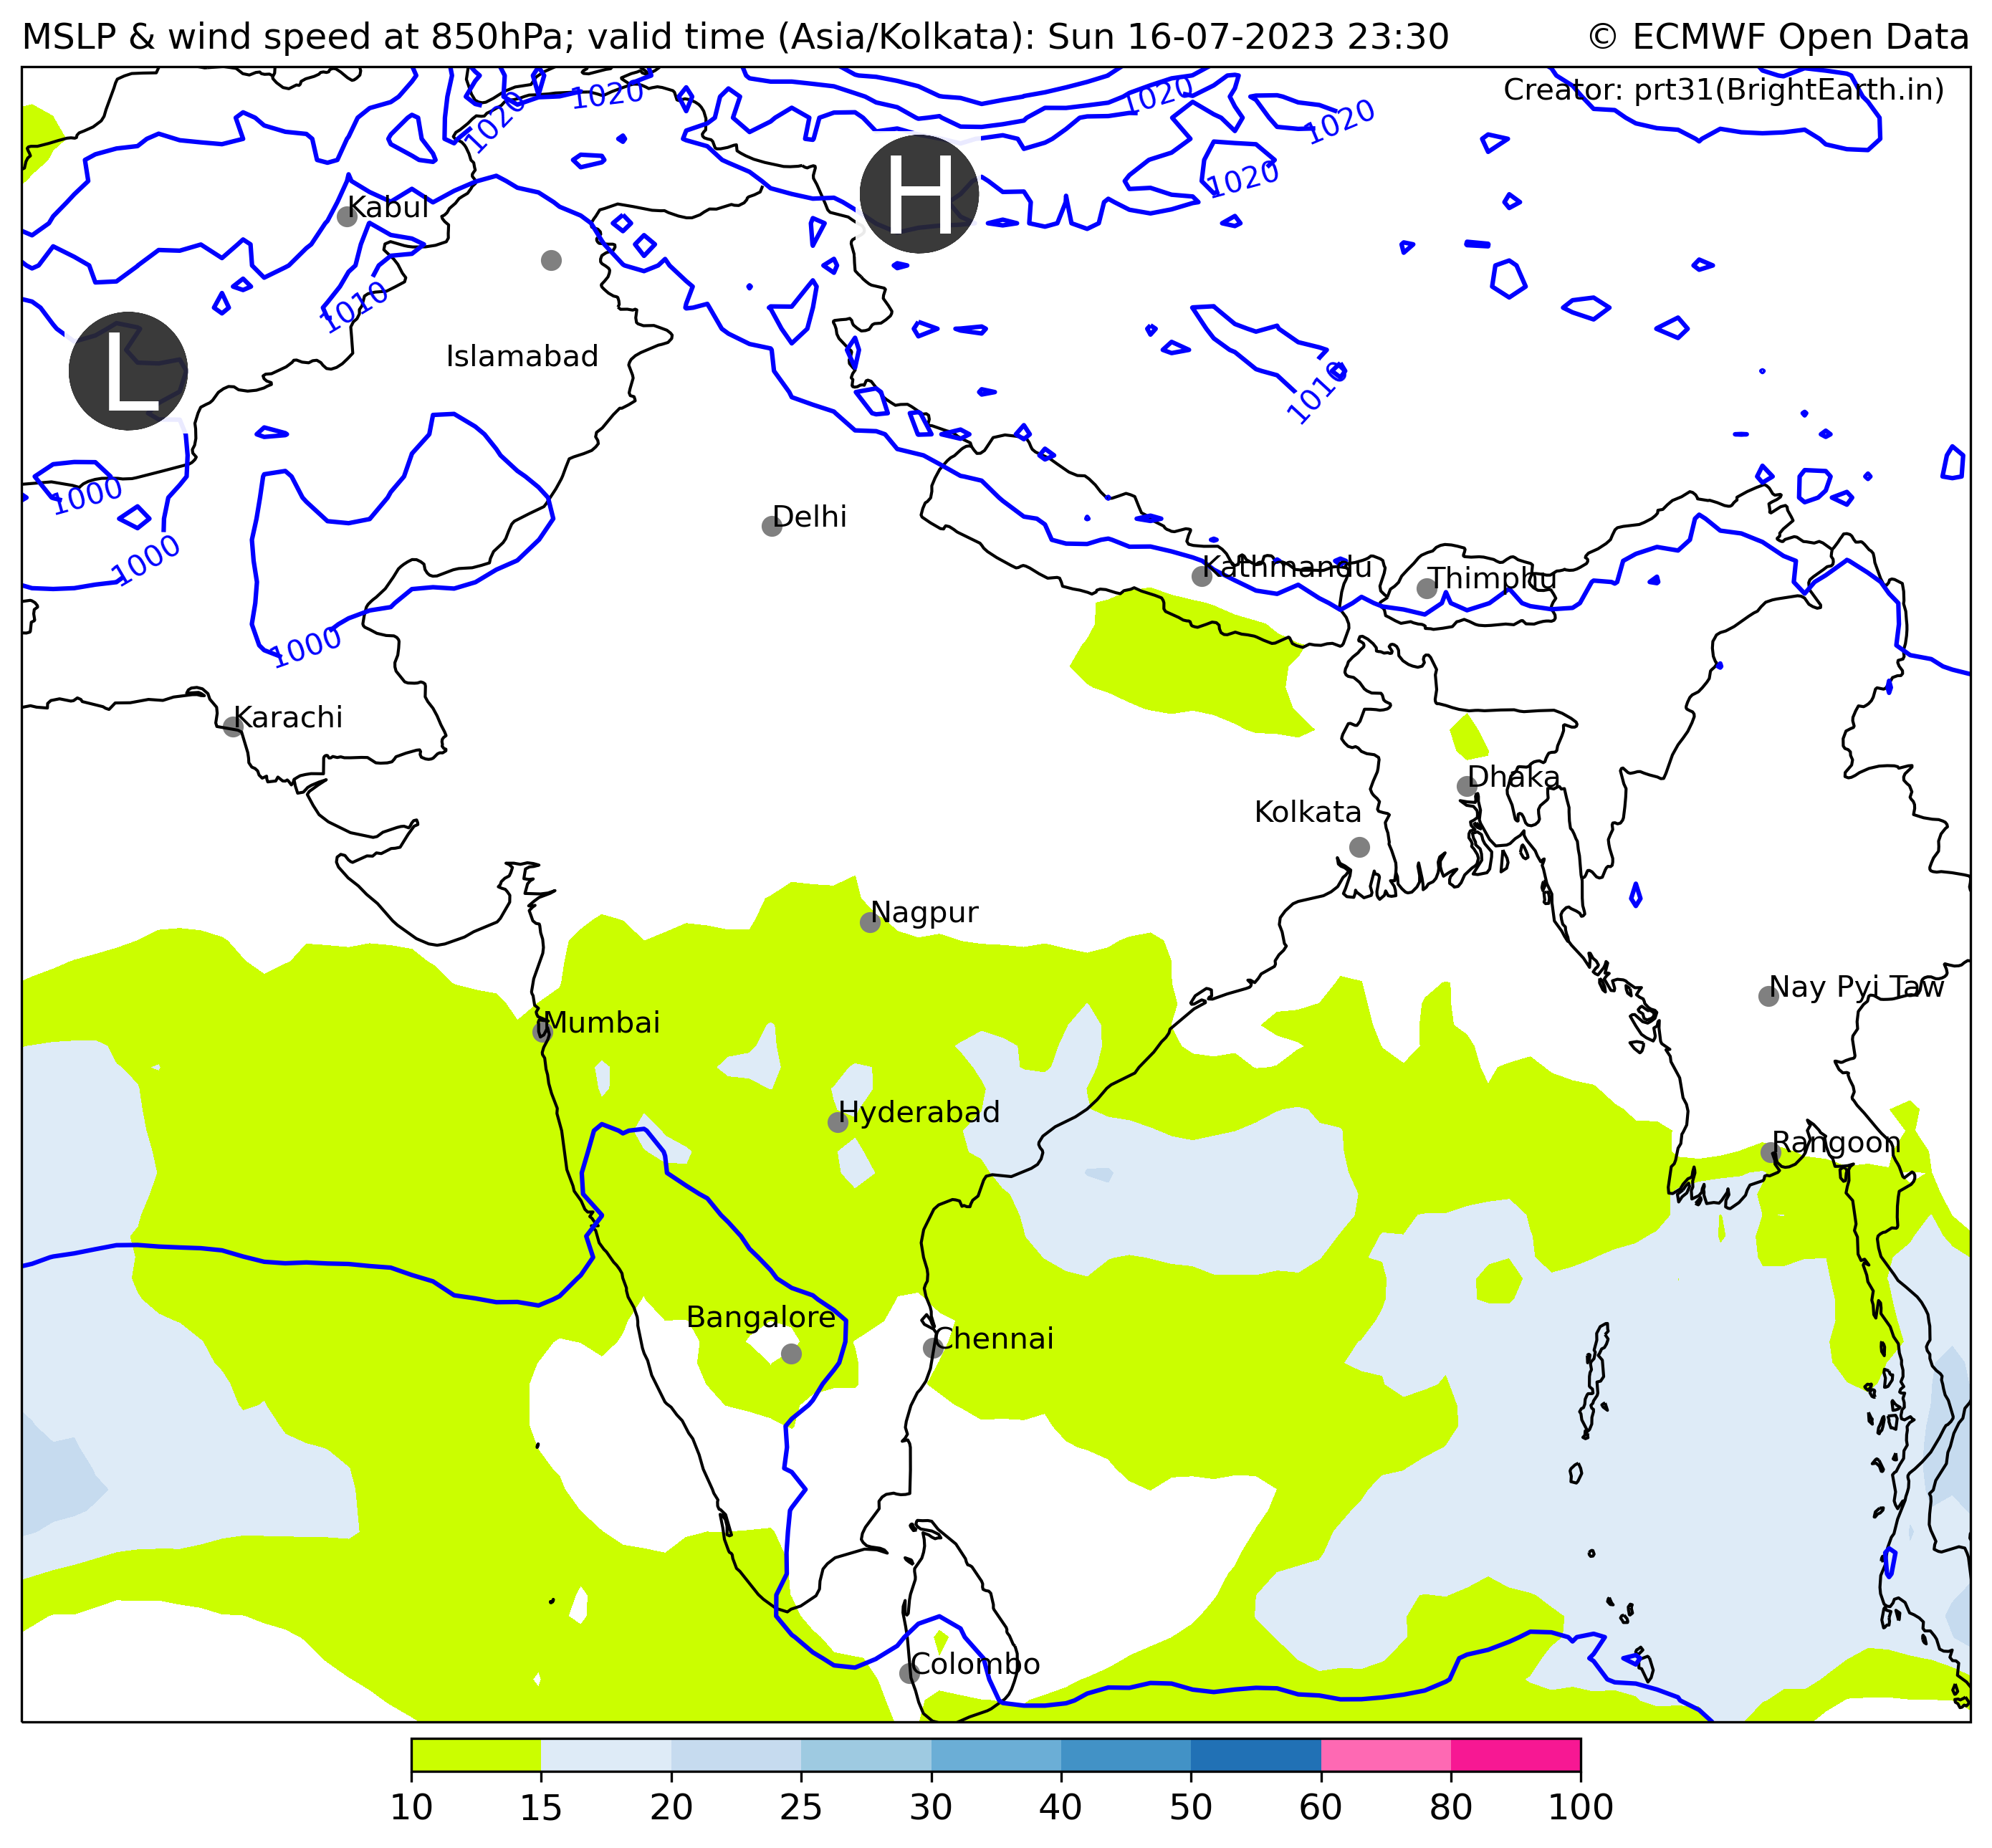 MSLP & wind speed at 850hPa; valid time (Asia/Kolkata): Sun 16-07-2023 23:30
© ECMWF Open Data
Creator: prt31(BrightEarth.in)
1020
1020
1020
1020
1020
H
Kabul
1010
L
Islamabad
1010
1000
Delhi
1000
Kathmandu
Thimphu
1000
Karachi
Dhaka
Kolkata
Nagpur
Nay Pyi Taw
Mumbai
Hyderabad
Rangoon
Bangalore
Chennai
Colombo
10 15 20 25 30 40 50 60 80 100